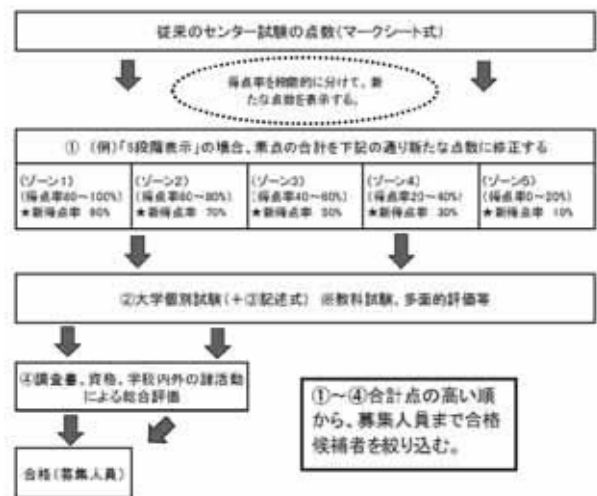 従来のセンター試験の点数(マークシート式)
得点率を段階的に分けて、新
たな点数を表示する。
① (例)「5段階表示」の場合、素点の合計を下記の通り新たな点数に修正する
(ゾーン1)
(得点率80~100%)
★新得点率 90%
(ゾーン2)
(得点率60~80%)
★新得点率 70%
(ゾーン3)
(得点率40~60%)
★新得点率 50%
(ゾーン4)
(得点率20~40%)
★新得点率 30%
(ゾーン5)
(得点率0~20%)
★新得点率 10%
②大学個別試験(+③記述式) ※教科試験、多面的評価等
④調査書、資格、学校内外の諸活動
による総合評価
①~④合計点の高い順
から、募集人員まで合格
候補者を絞り込む。
合格(募集人員)